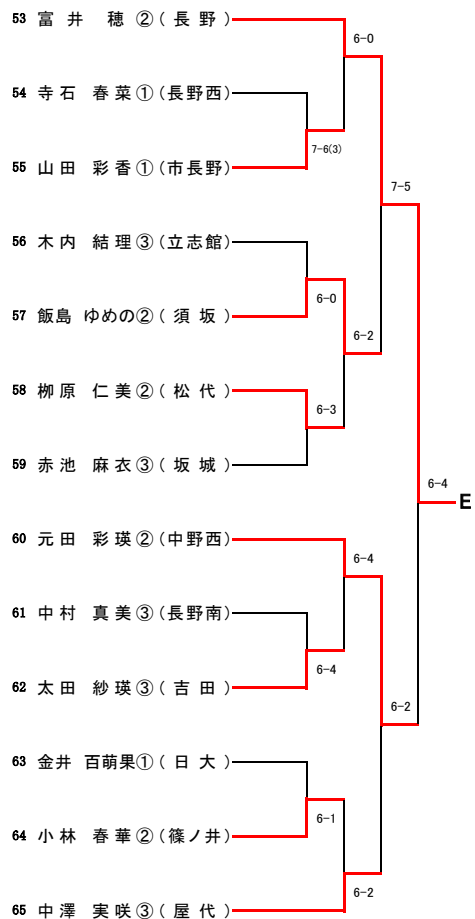 53 富井 穂②(長野)
6-0
54 寺石 春菜①(長野西)
7-6(3)
55 山田 彩香①(市長野)
7-5
56 木内 結理③(立志館)
6-0
57 飯島 ゆめの②(須坂)
6-2
58 栁原 仁美②(松代)
6-3
59 赤池 麻衣③(坂城)
6-4
E
60 元田 彩瑛②(中野西)
6-4
61 中村 真美③(長野南)
6-4
62 太田 紗瑛③(吉田)
6-2
63 金井 百萌果①(日大)
6-1
64 小林 春華②(篠ノ井)
6-2
65 中澤 実咲③(屋代)